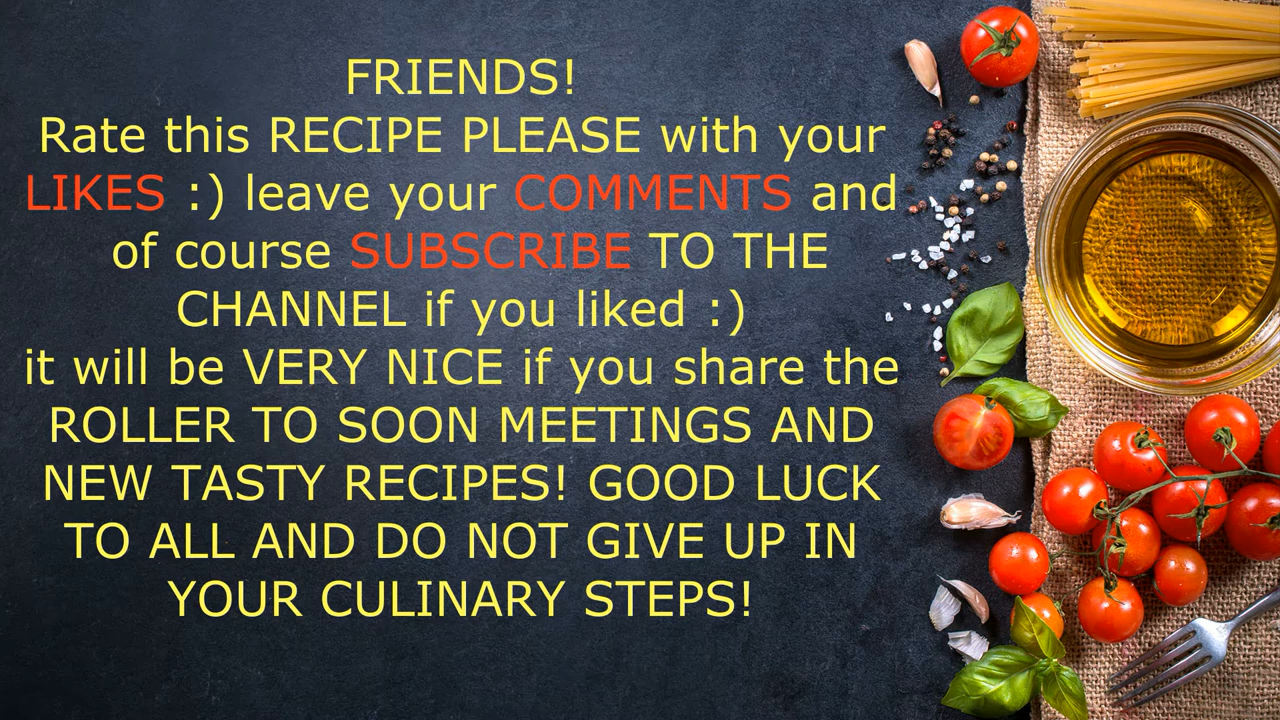 FRIENDS!
Rate this RECIPE PLEASE with your
LIKES :) leave your COMMENTS and
of course SUBSCRIBE TO THE
CHANNEL if you liked :)
it will be VERY NICE if you share the
ROLLER TO SOON MEETINGS AND
NEW TASTY RECIPES! GOOD LUCK
TO ALL AND DO NOT GIVE UP IN
YOUR CULINARY STEPS!